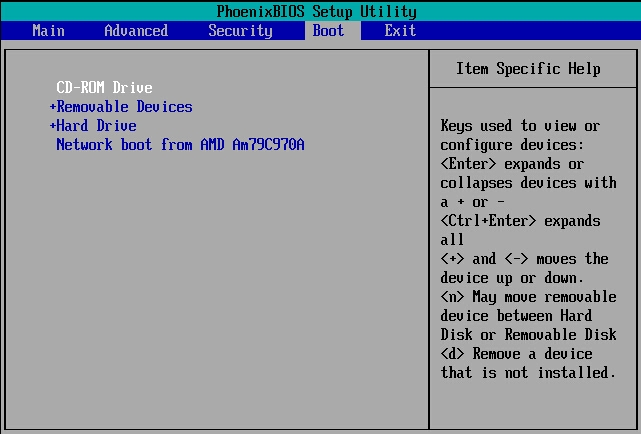 PhoenixBIOS Setup Utility
Main Advanced Security Boot Exit
CD-ROM Drive
+Removable Devices
+Hard Drive
Network boot from AMD Am79C970A
Item Specific Help
Keys used to view or
configure devices:
<Enter> expands or
collapses devices with
a + or -
<Ctrl+Enter> expands
all
<+> and <-> moves the
device up or down.
<n> May move removable
device between Hard
Disk or Removable Disk
<d> Remove a device
that is not installed.